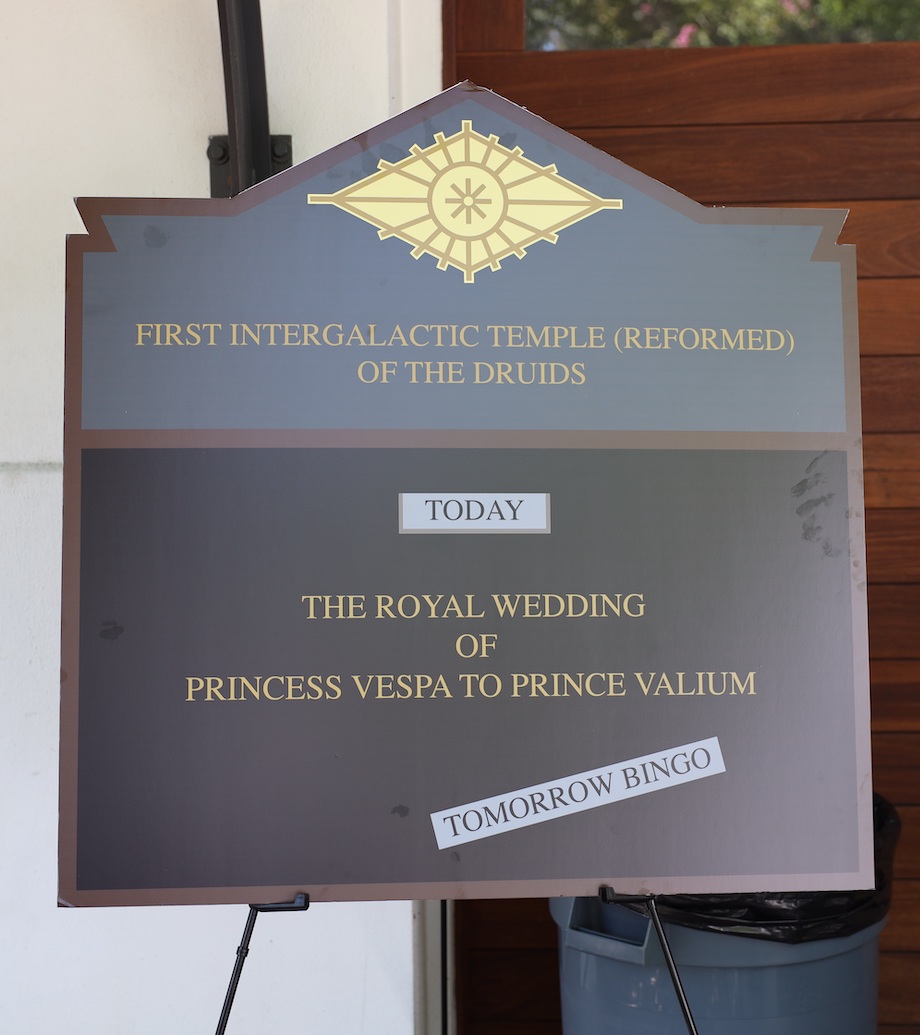 FIRST INTERGALACTIC TEMPLE (REFORMED)
OF THE DRUIDS
TODAY
THE ROYAL WEDDING
OF
PRINCESS VESPA TO PRINCE VALIUM
TOMORROW BINGO